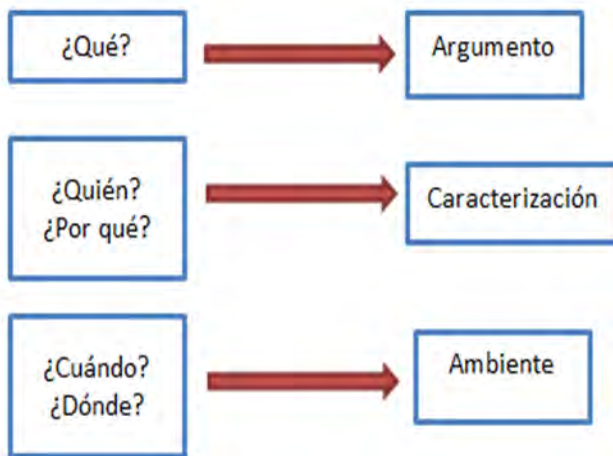 ¿Qué?
Argumento
¿Quién?
¿Por qué?
Caracterización
¿Cuándo?
¿Dónde?
Ambiente